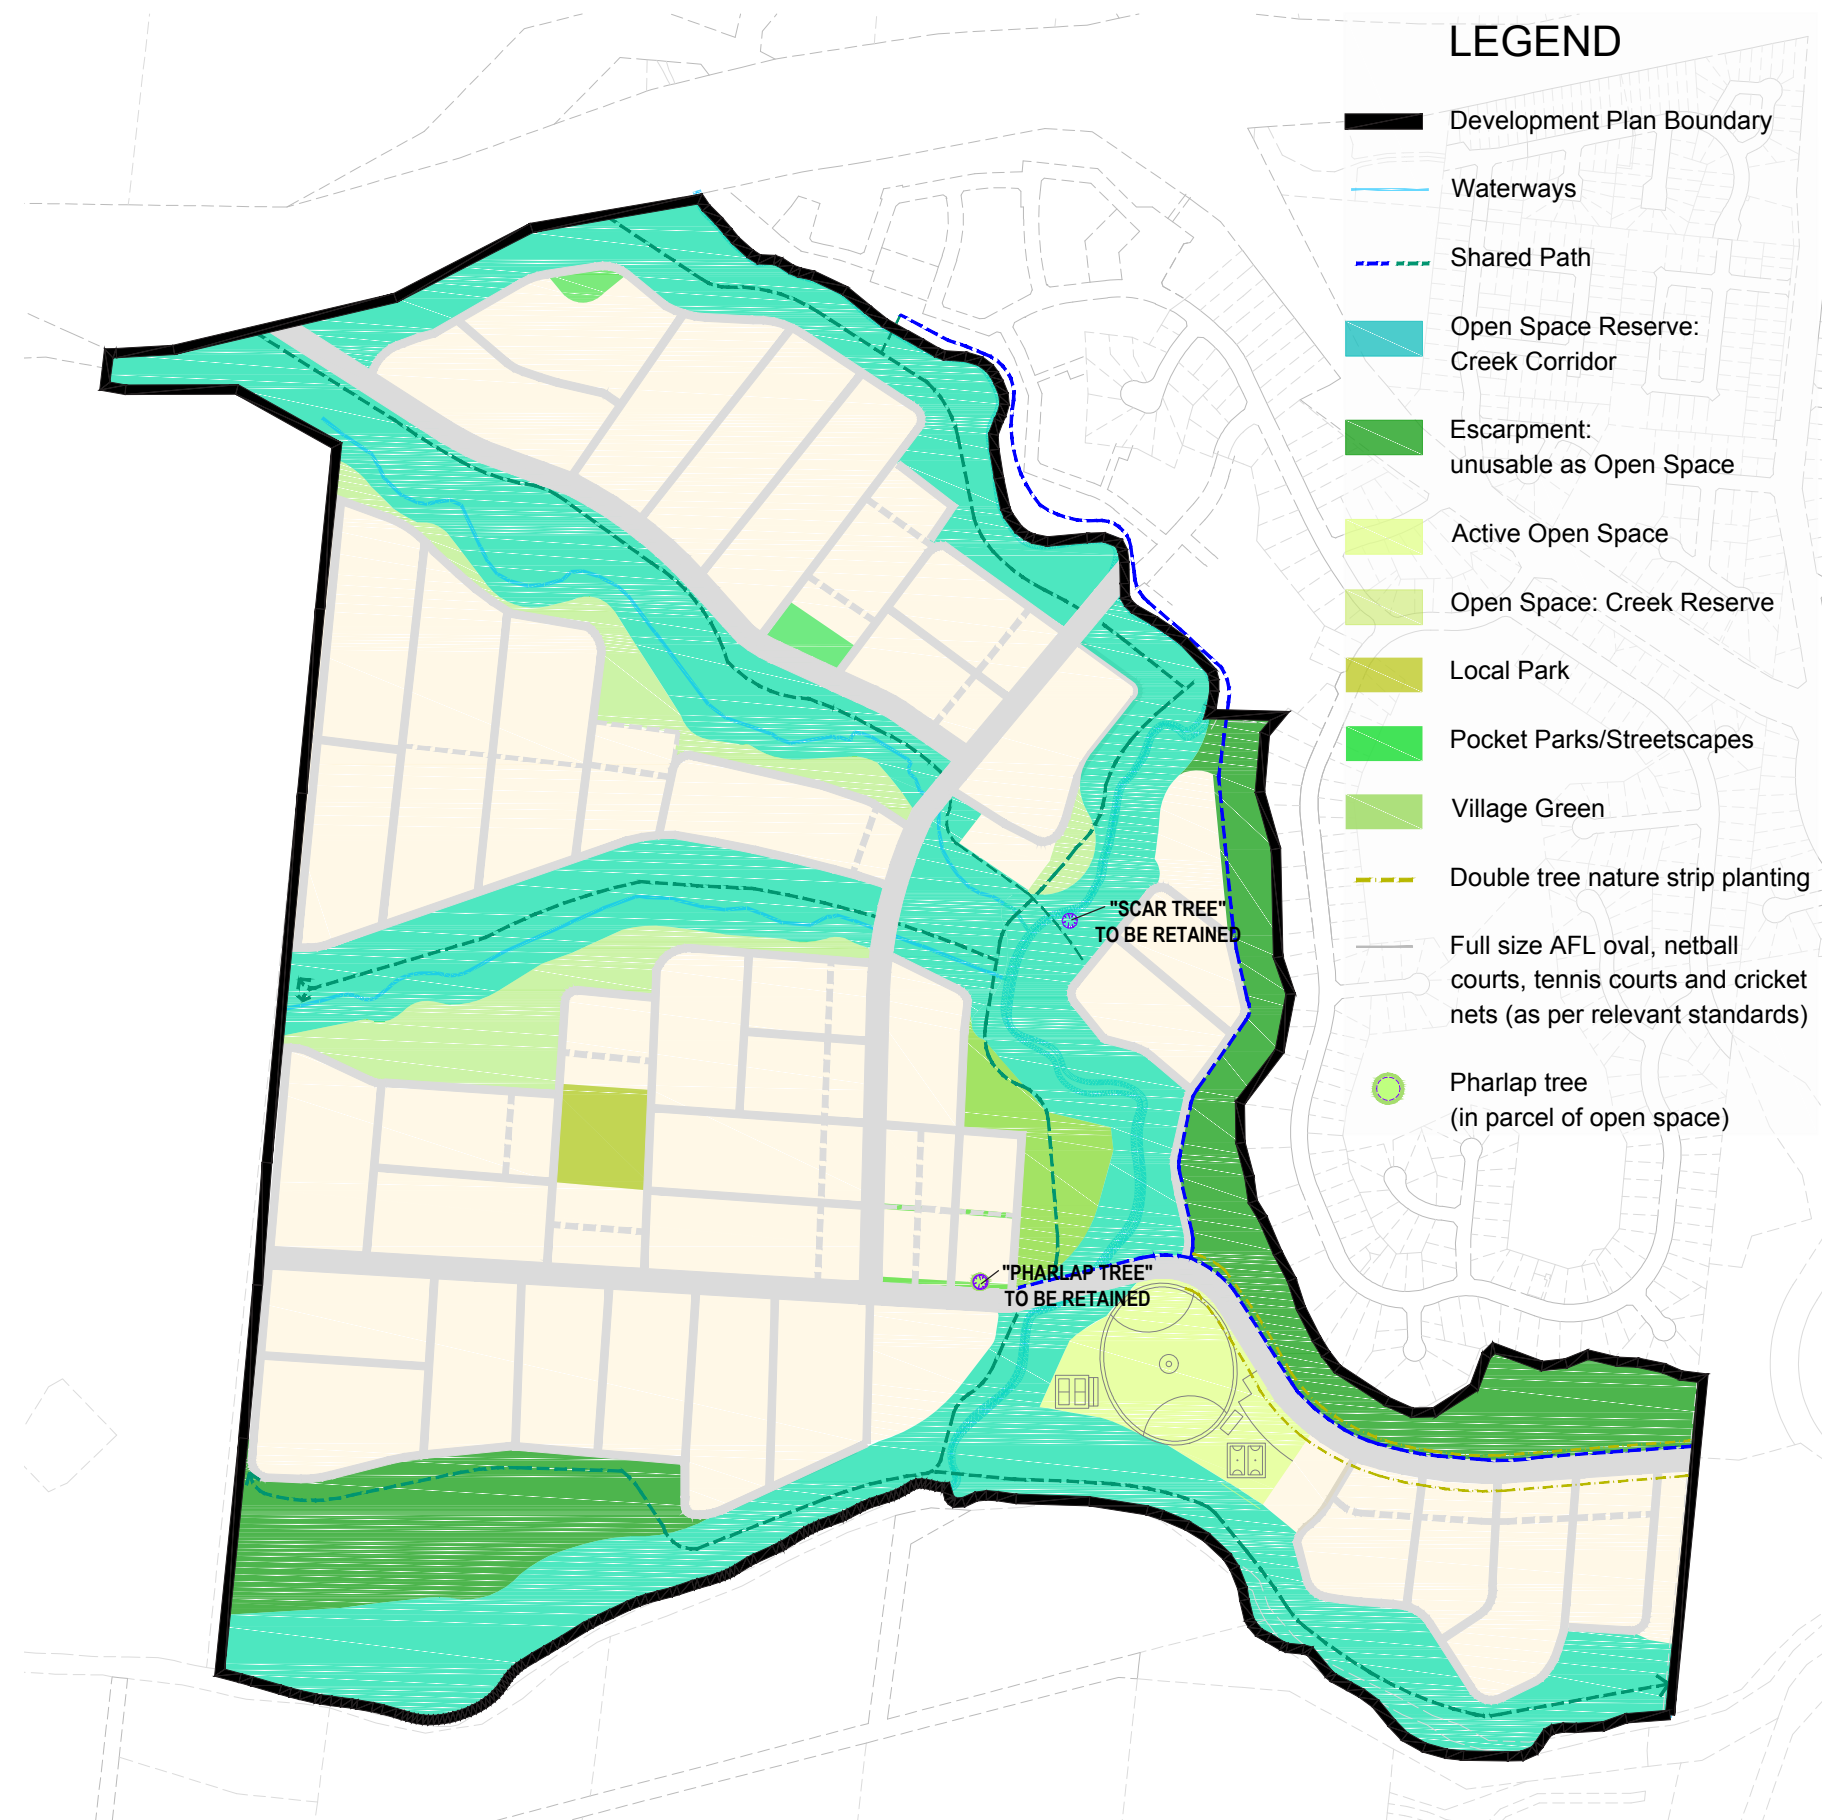 LEGEND
Development Plan Boundary
Waterways
Shared Path
Open Space Reserve:
Creek Corridor
Escarpment:
unusable as Open Space
Active Open Space
Open Space: Creek Reserve
Local Park
Pocket Parks/Streetscapes
Village Green
Double tree nature strip planting
Full size AFL oval, netball
courts, tennis courts and cricket
nets (as per relevant standards)
Pharlap tree
(in parcel of open space)
"SCAR TREE"
TO BE RETAINED
"PHARLAP TREE"
TO BE RETAINED